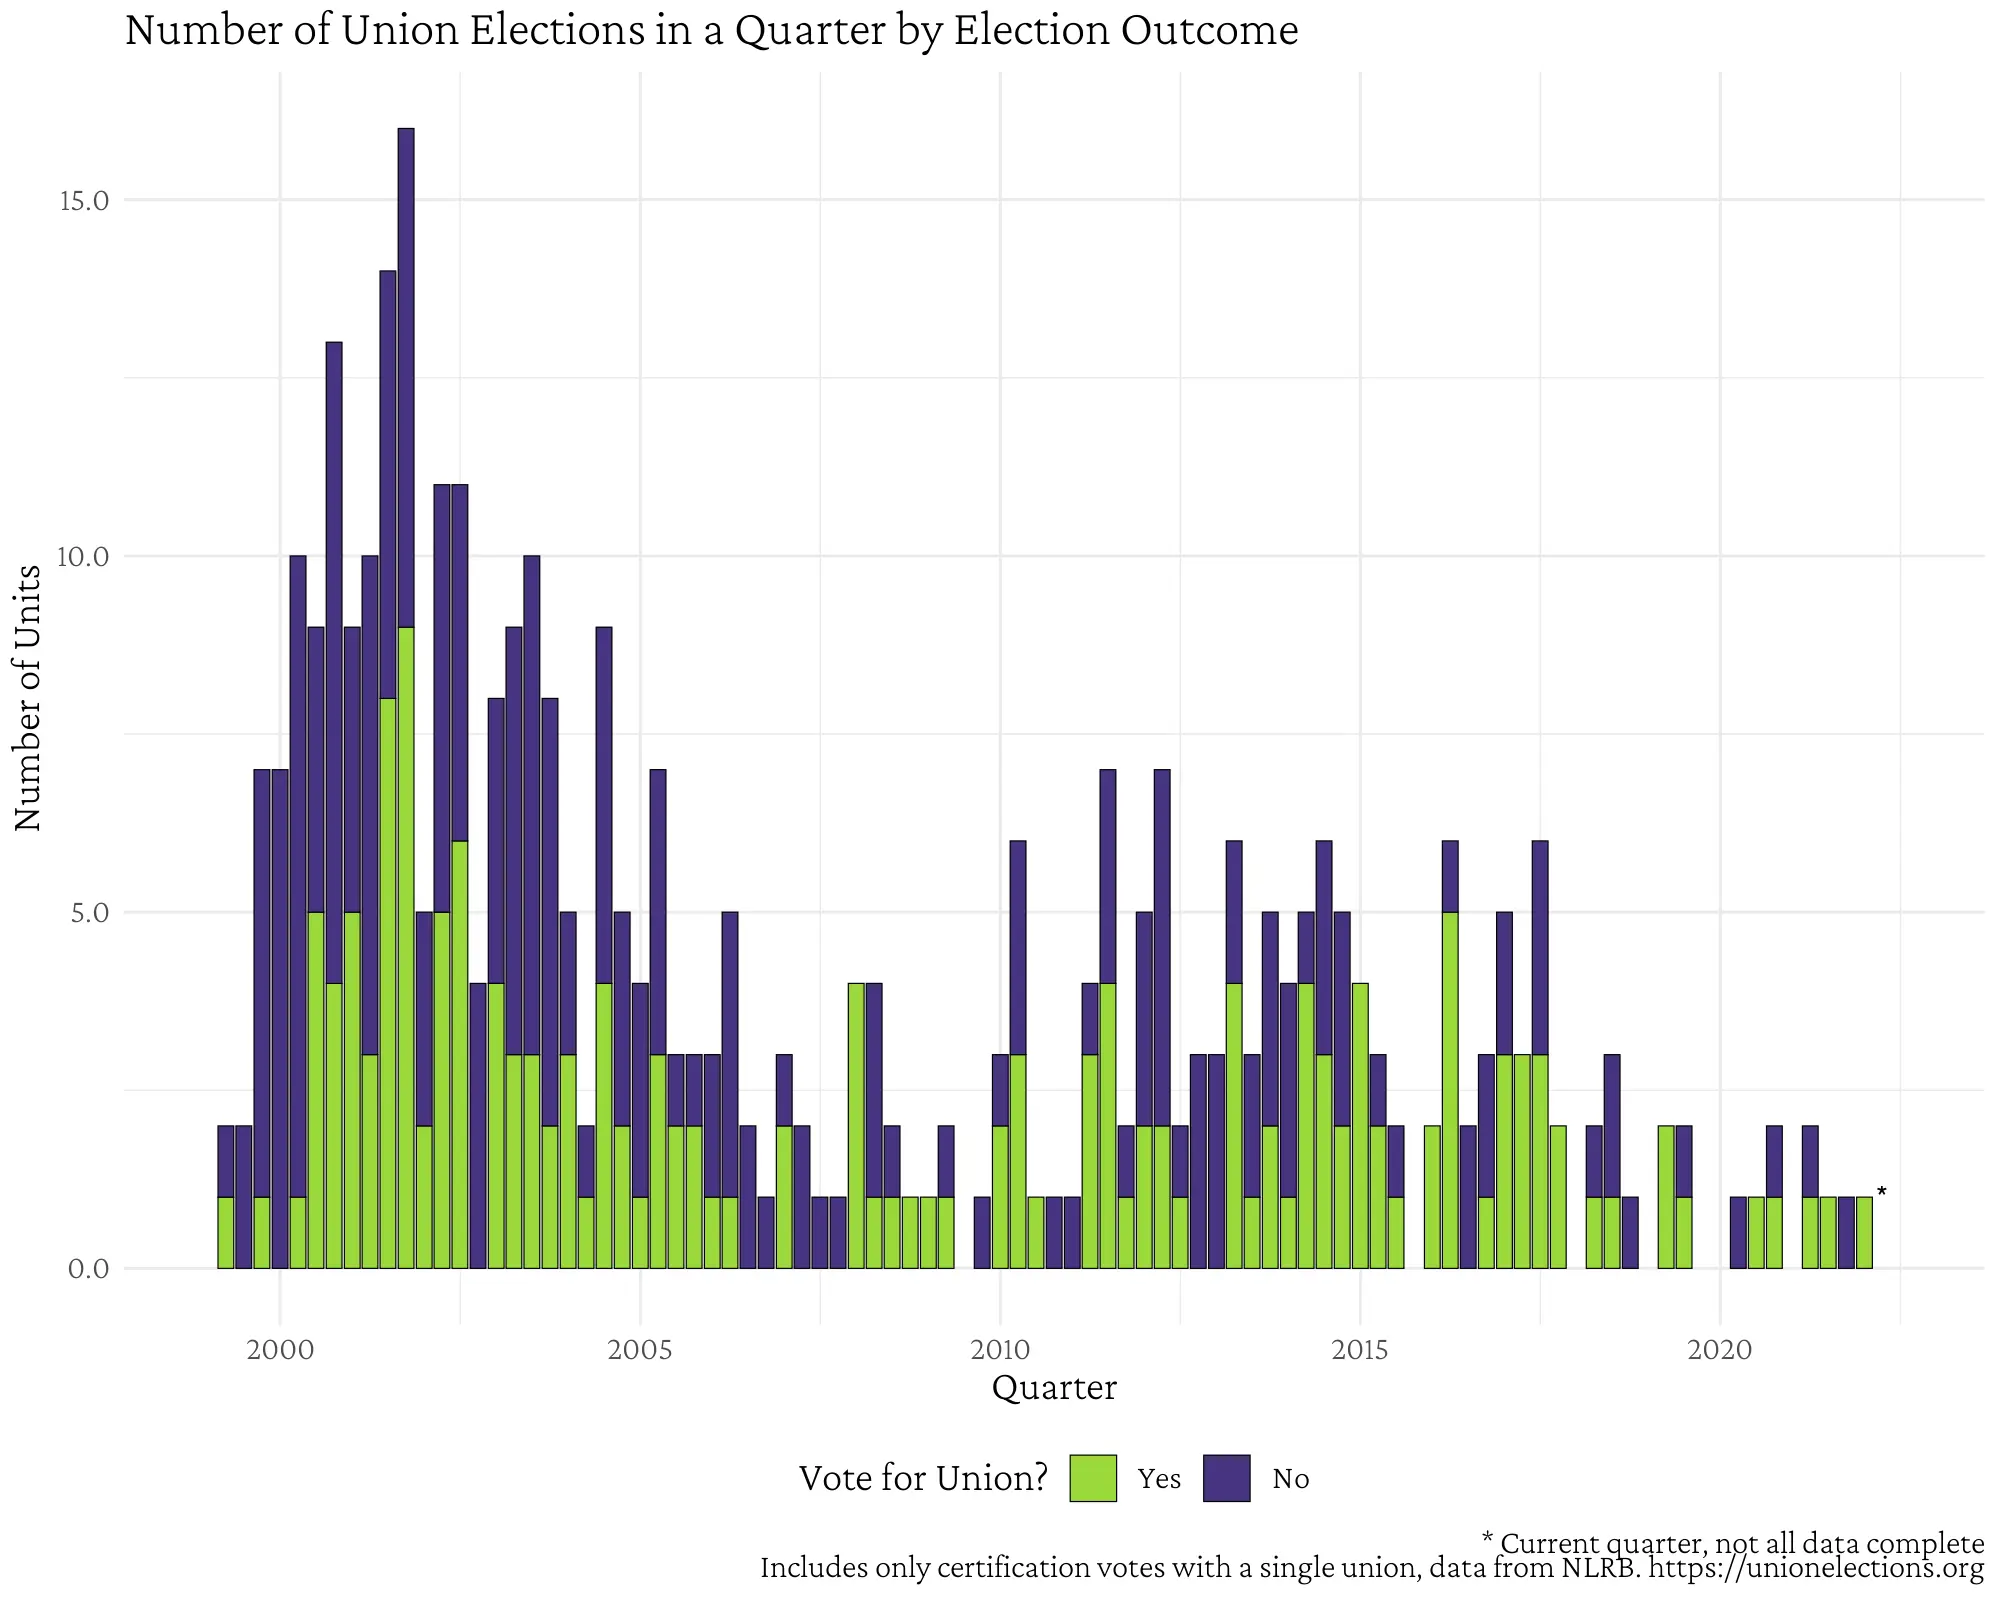 Number of Union Elections in a Quarter by Election Outcome
Number of Units
15.0
10.0
5.0
0.0
*
2000 2005 2010 2015 2020
Quarter
Vote for Union? Yes No
* Current quarter, not all data complete
Includes only certification votes with a single union, data from NLRB. https://unionelections.org